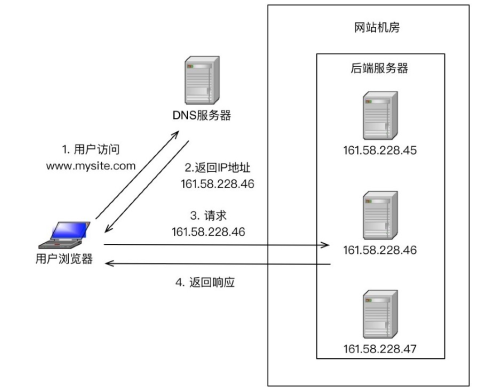 网站机房
后端服务器
DNS服务器
161.58.228.45
1. 用户访问
www.mysite.com
2.返回IP地址
161.58.228.46
3. 请求
161.58.228.46
用户浏览器
161.58.228.46
4. 返回响应
161.58.228.47